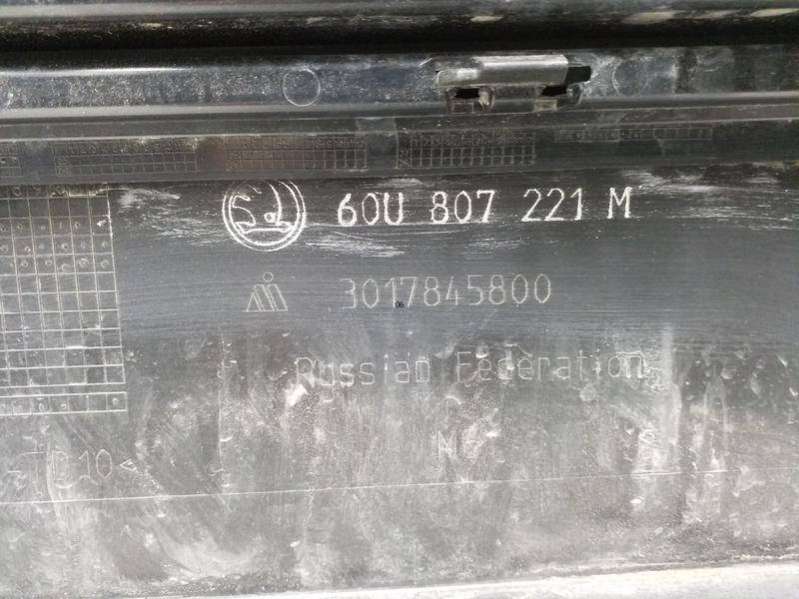 60U 807 221 M
3017845800
Russian Federation